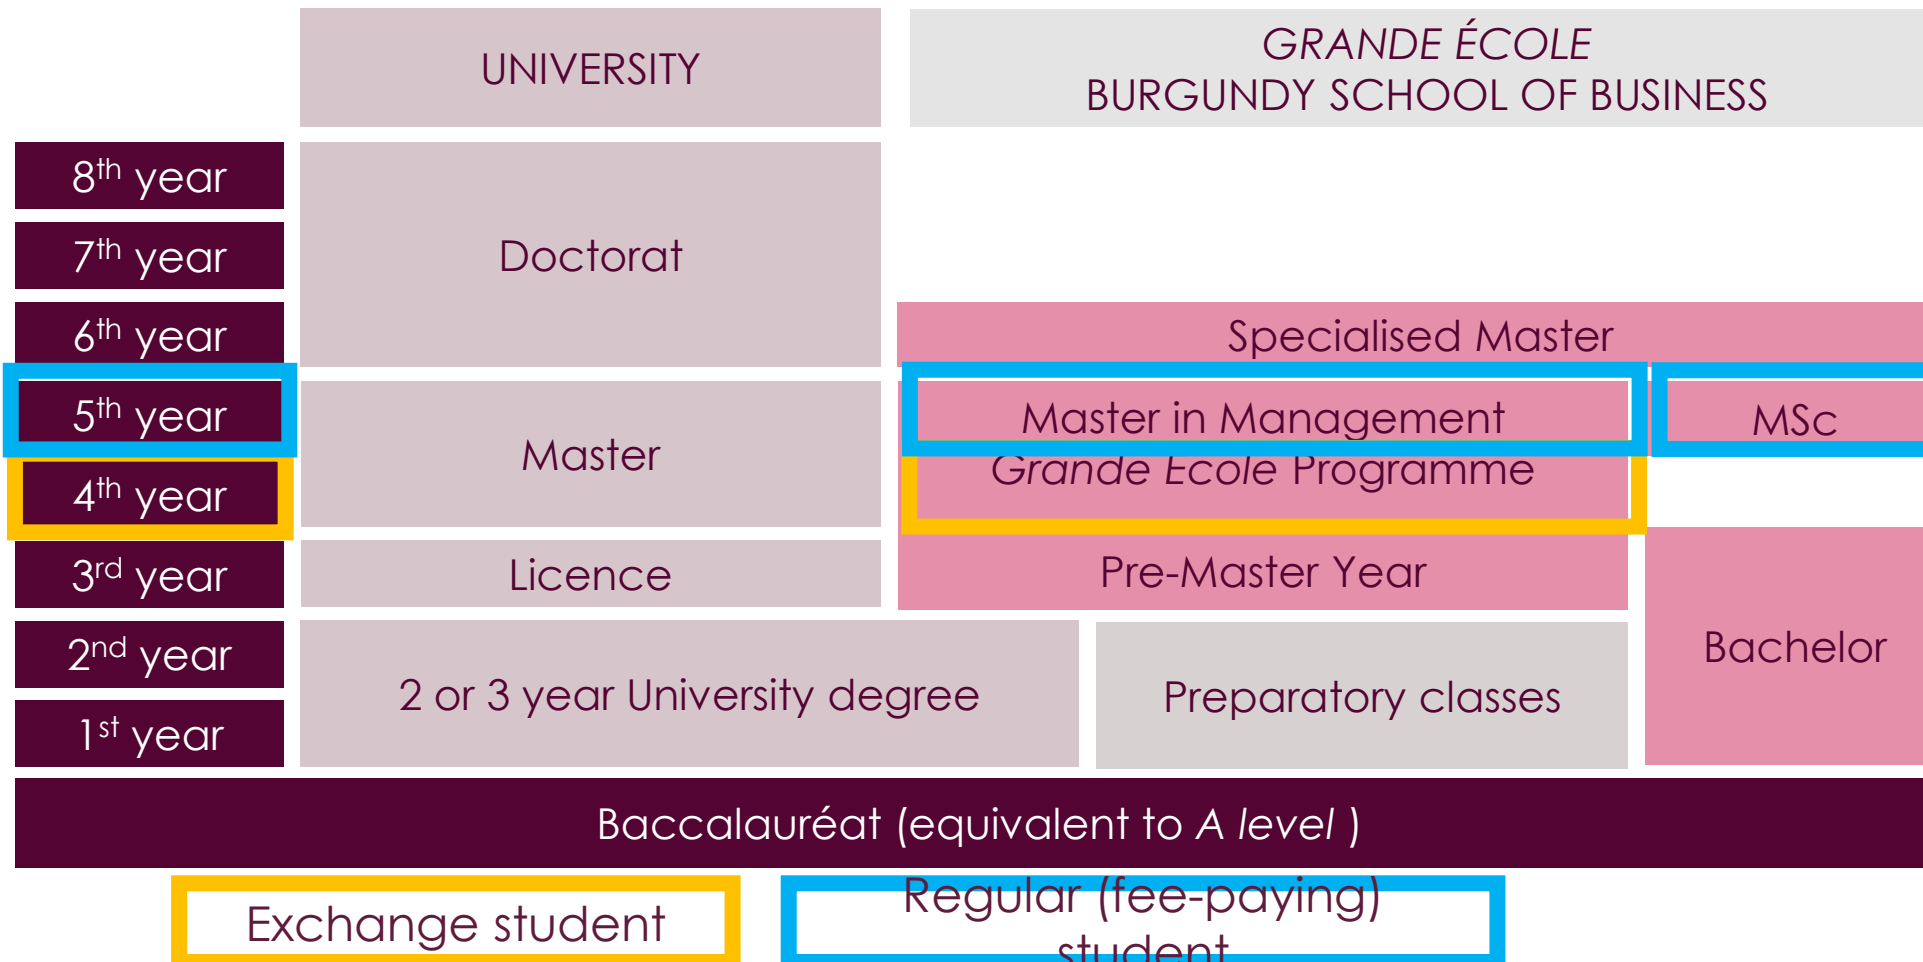 UNIVERSITY
GRANDE ÉCOLE
BURGUNDY SCHOOL OF BUSINESS
8th year
7th year
6th year
5th year
4th year
3rd year
2nd year
1st year
Doctorat
Master
Licence
2 or 3 year University degree
Specialised Master
Master in Management
Grande Ecole Programme
MSc
Pre-Master Year
Preparatory classes
Bachelor
Baccalauréat (equivalent to A level )
Exchange student
Regular (fee-paying)
student